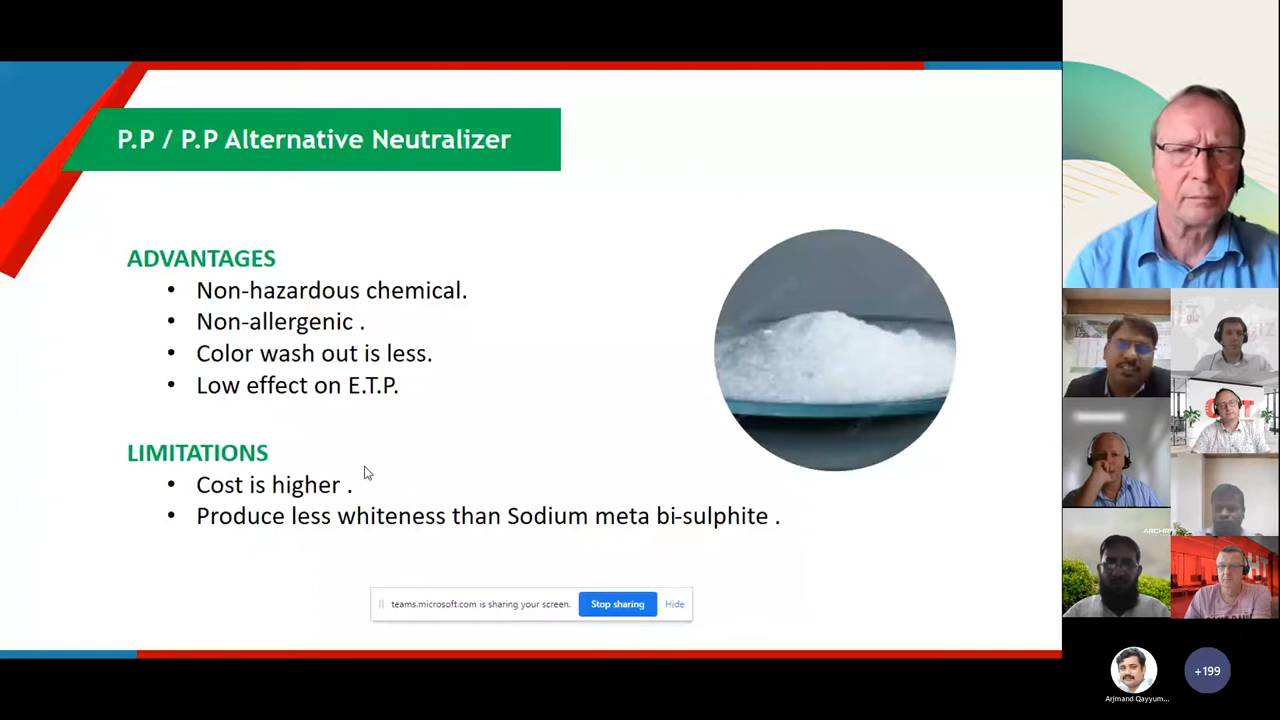 P.P / P.P Alternative Neutralizer
ADVANTAGES
• Non-hazardous chemical.
• Non-allergenic .
• Color wash out is less.
• Low effect on E.T.P.
LIMITATIONS
• Cost is higher .
• Produce less whiteness than Sodium meta bi-sulphite .
teams.microsoft.com is sharing your screen.
Stop sharing
Hide
Arjmand Qayyum...
+199